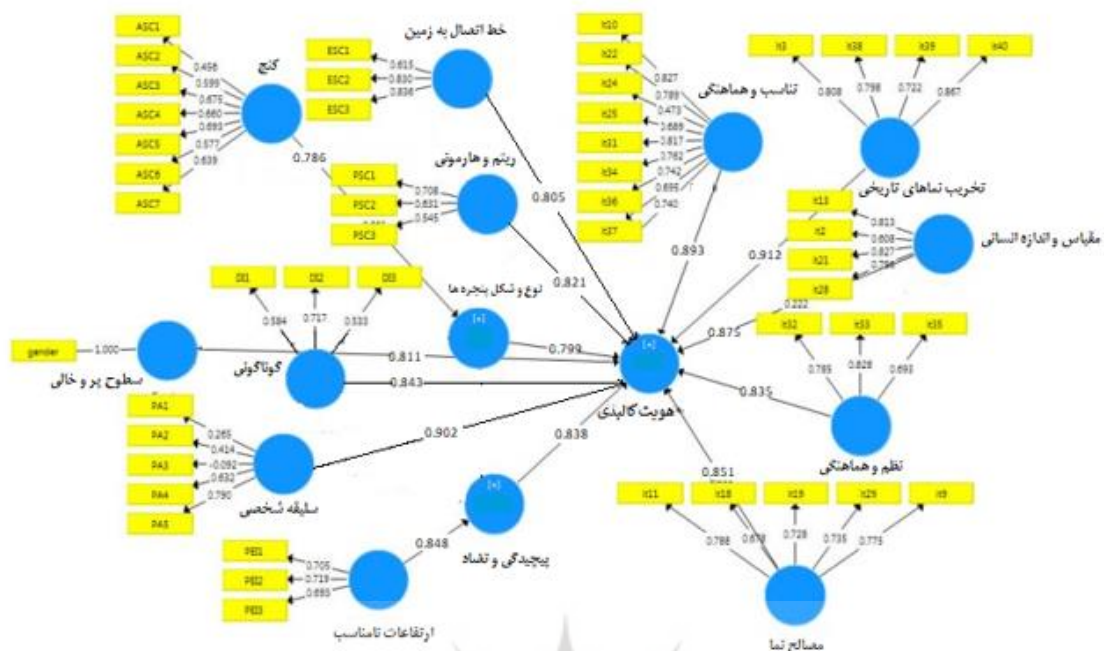 ASC1
ASC2
ASC3
ASC4
ASC5
ASC6
ASC7
0.456
0.599
0.675
0.660
0.693
0.577
0.639
کنج
0.786
ESC1
ESC2
ESC3
0.615
0.830
0.836
خط اتصال به زمین
0.805
PSC1
PSC2
PSC3
0.708
0.631
0.545
ریتم و هارمونی
0.821
it10
it22
it24
it25
it31
it34
it36
it37
0.827
0.789
0.473
0.689
0.817
0.762
0.742
0.695
0.740
تناسب و هماهنگی
0.893
it3
it38
it39
it40
0.808
0.798
0.722
0.867
تخریب نماهای تاریخی
0.912
it13
it2
it21
it28
0.813
0.608
0.827
مقیاس و اندازه انسانی
0.222
0.875
نوع و شکل پنجره ها
[+]
0.799
DI1
DI2
DI3
0.584
0.717
0.533
گوناگونی
0.843
gender
1.000
سطوح پر و خالی
0.811
[+]
هویت کالبدی
it32
it33
it35
0.785
0.828
0.693
نظم و هماهنگی
0.835
PA1
PA2
PA3
PA4
PA5
0.265
0.414
-0.092
0.632
0.790
سلیقه شخصی
0.902
[+]
پیچیدگی و تضاد
0.838
PEI1
PEI2
PEI3
0.705
0.719
0.695
ارتفاعات نامناسب
0.848
it11
it18
it19
it29
it9
0.786
0.678
0.728
0.735
0.775
مصالح نما
0.851